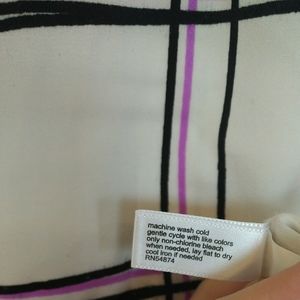 machine wash cold
gentle cycle with like colors
only non-chlorine bleach
when needed, lay flat to dry
cool iron if needed
RN54874